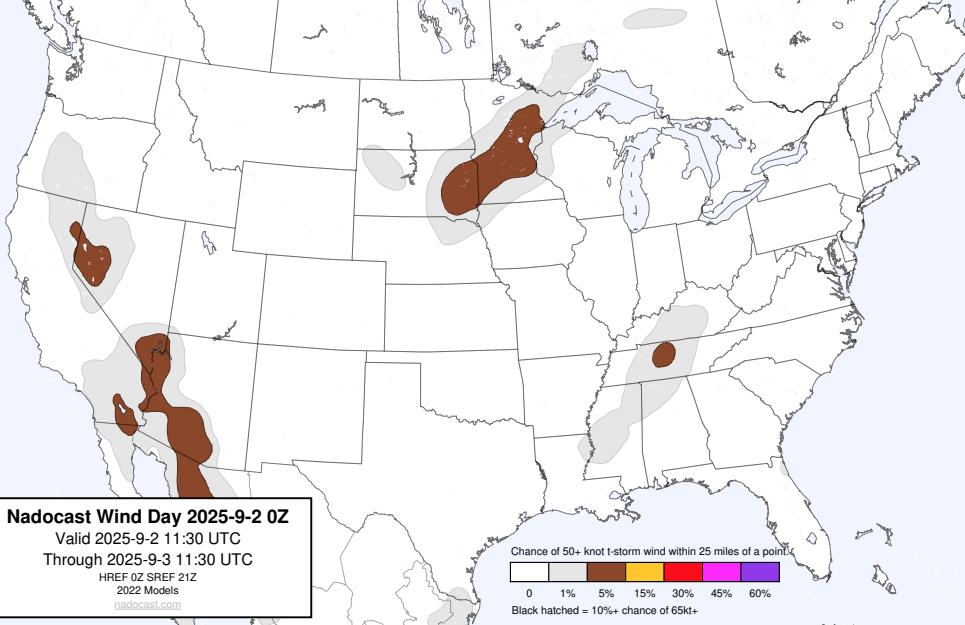 Nadocast Wind Day 2025-9-2 0Z
Valid 2025-9-2 11:30 UTC
Through 2025-9-3 11:30 UTC
HREF 0Z SREF 21Z
2022 Models
nadocast.com
Chance of 50+ knot t-storm wind within 25 miles of a point.
0 1% 5% 15% 30% 45% 60%
Black hatched = 10%+ chance of 65kt+